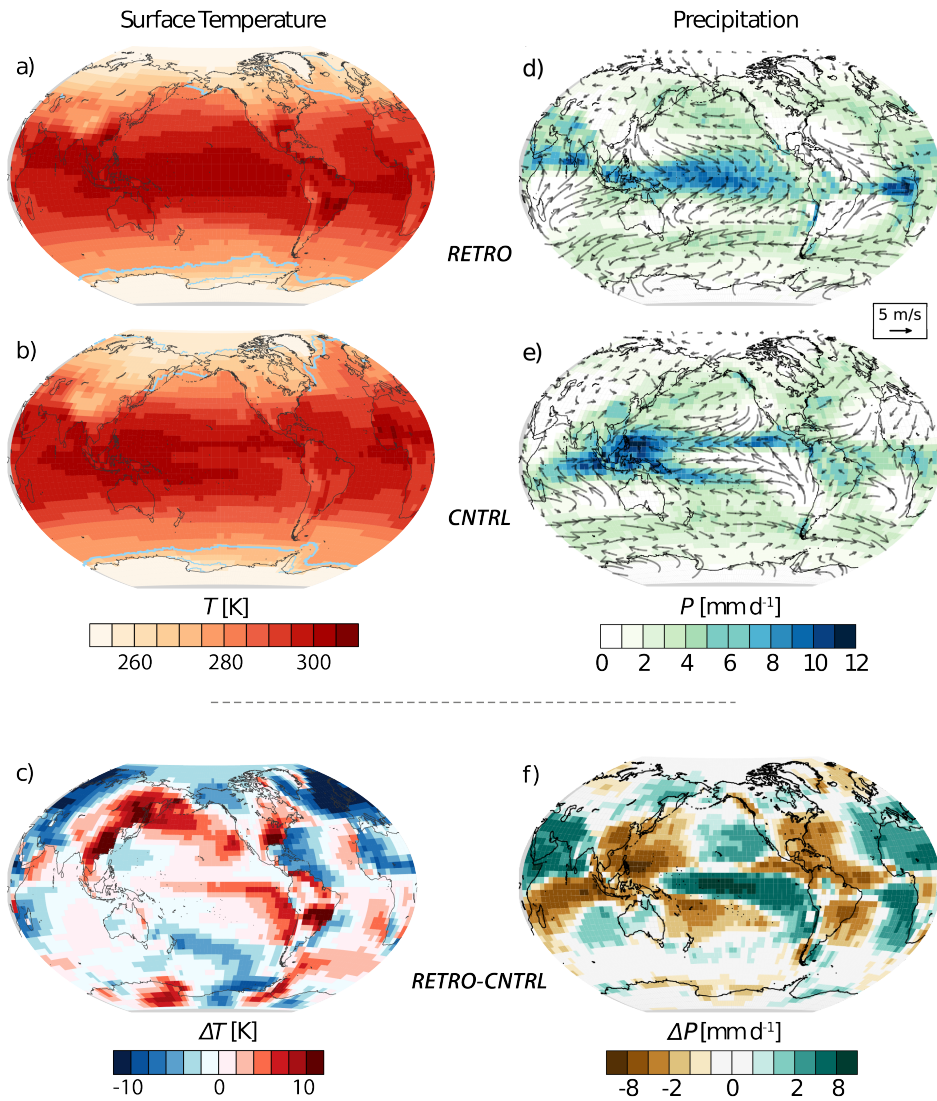 Surface Temperature
Precipitation
a)
d)
RETRO
5 m/s
b)
e)
CNTRL
T [K]
260 280 300
P [mm d⁻¹]
0 2 4 6 8 10 12
c)
f)
RETRO-CNTRL
ΔT [K]
-10 0 10
ΔP [mm d⁻¹]
-8 -2 0 2 8